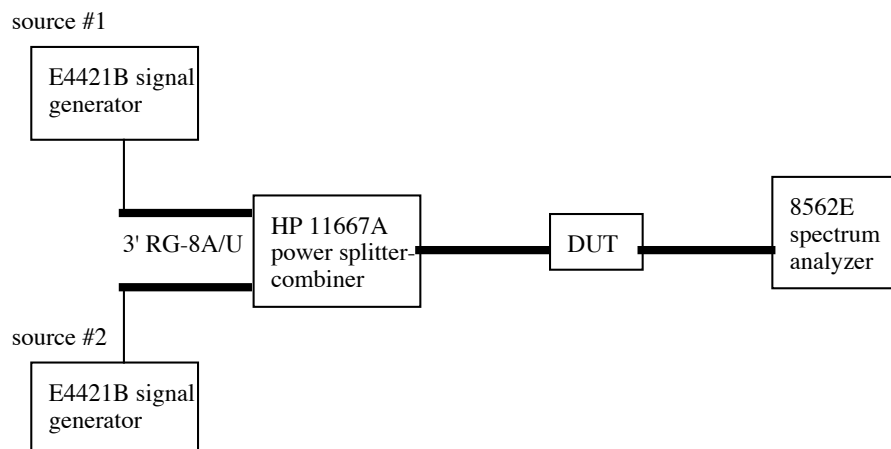 source #1
E4421B signal
generator
3' RG-8A/U
HP 11667A
power splitter-
combiner
DUT
8562E
spectrum
analyzer
source #2
E4421B signal
generator